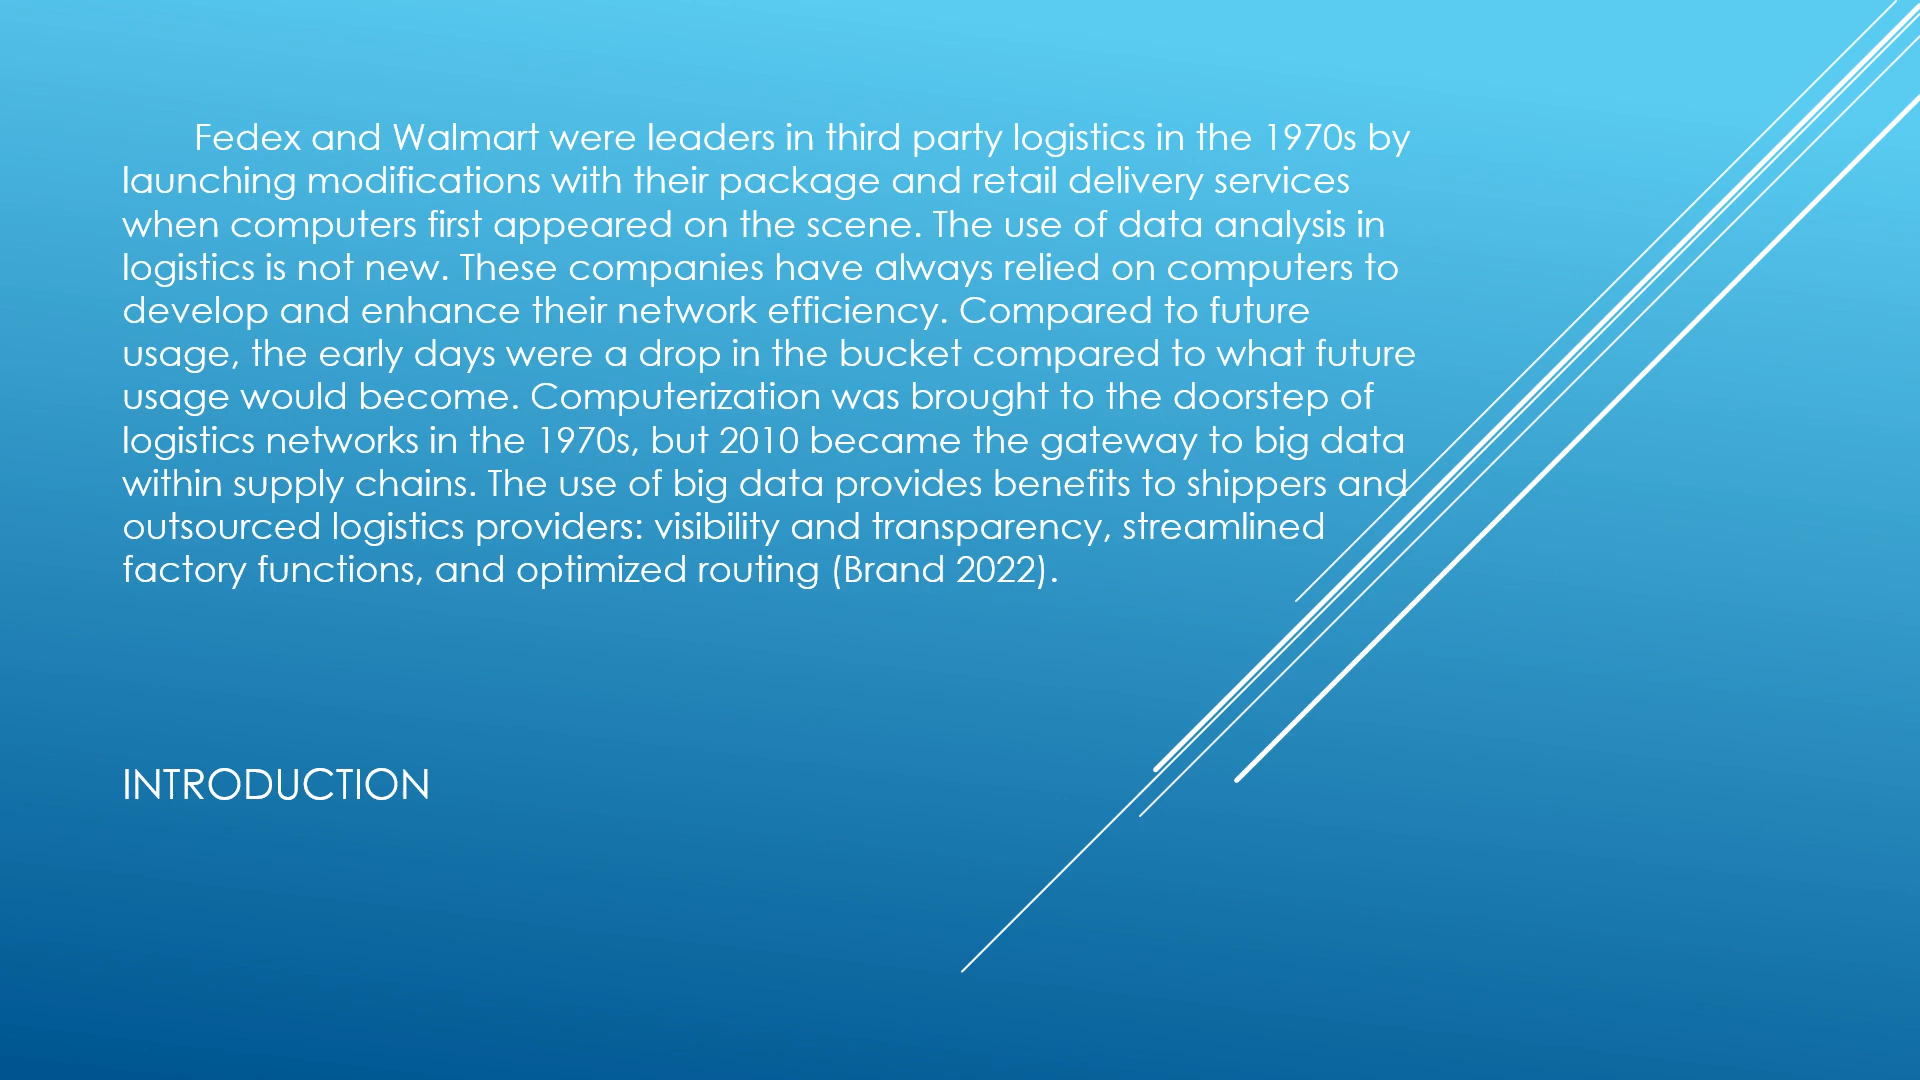 Fedex and Walmart were leaders in third party logistics in the 1970s by
launching modifications with their package and retail delivery services
when computers first appeared on the scene. The use of data analysis in
logistics is not new. These companies have always relied on computers to
develop and enhance their network efficiency. Compared to future
usage, the early days were a drop in the bucket compared to what future
usage would become. Computerization was brought to the doorstep of
logistics networks in the 1970s, but 2010 became the gateway to big data
within supply chains. The use of big data provides benefits to shippers and
outsourced logistics providers: visibility and transparency, streamlined
factory functions, and optimized routing (Brand 2022).
INTRODUCTION